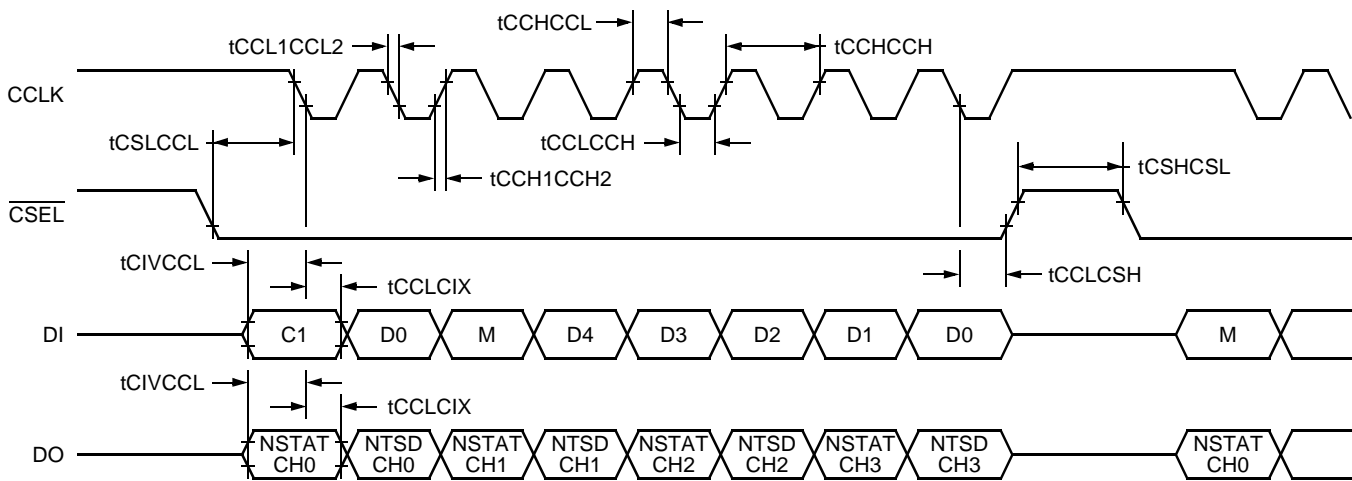 tCCHCCL
tCCL1CCL2
tCCHCCH
CCLK
tCSLCCL
tCCLCCH
tCCH1CCH2
tCSHCSL
CSEL
tCIVCCL
tCCLCIX
tCCLCSH
DI
C1 D0 M D4 D3 D2 D1 D0 M
tCIVCCL
tCCLCIX
DO
NSTAT NTSD NSTAT NTSD NSTAT NTSD NSTAT NTSD NSTAT
CH0 CH0 CH1 CH1 CH2 CH2 CH3 CH3 CH0